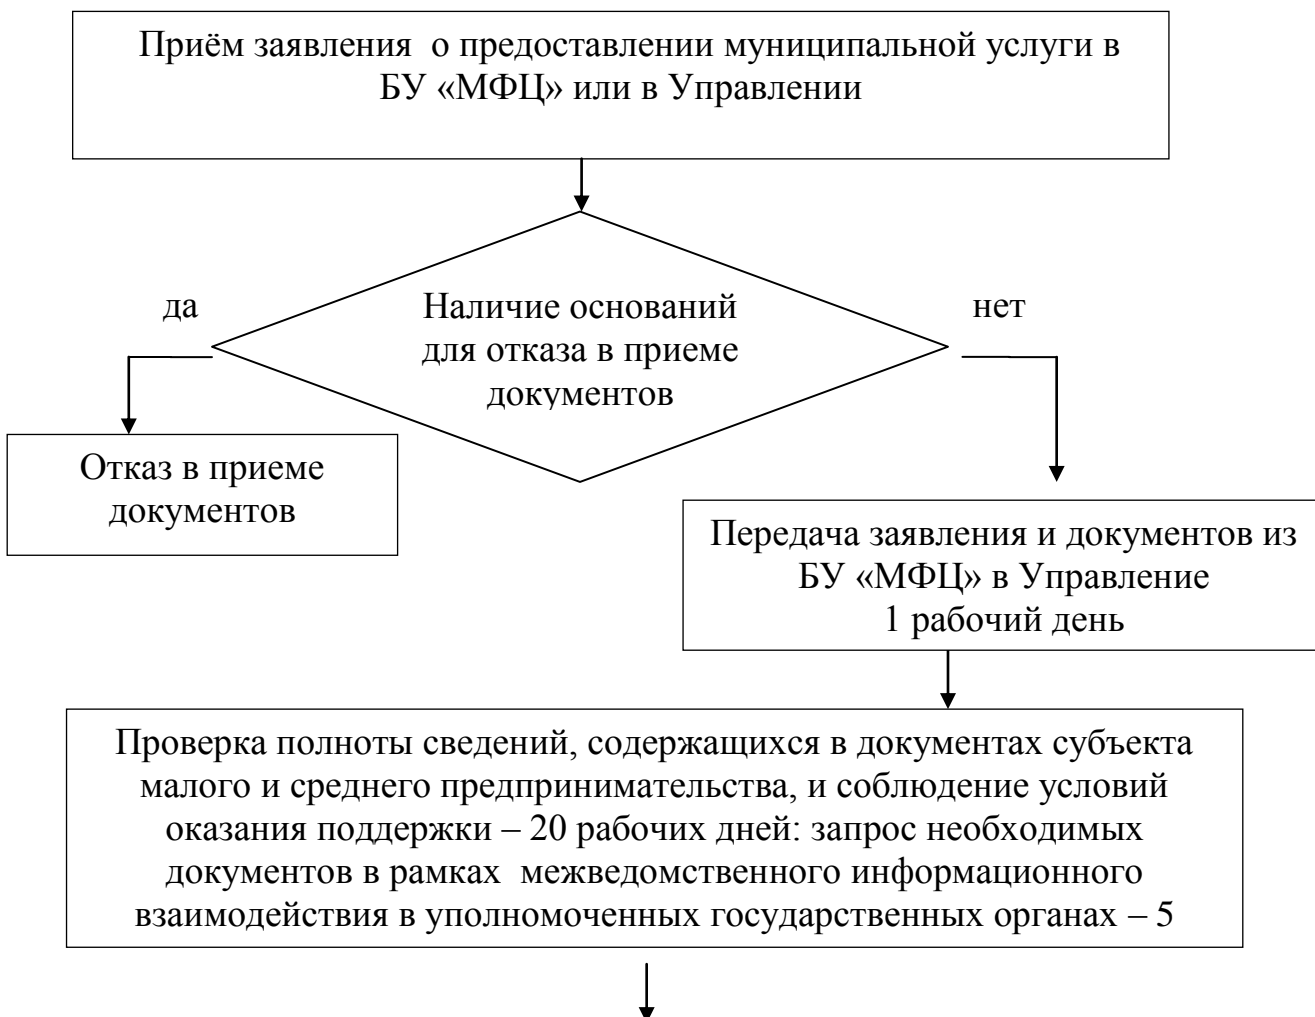 Приём заявления о предоставлении муниципальной услуги в
БУ «МФЦ» или в Управлении
да
Наличие оснований
для отказа в приеме
документов
нет
Отказ в приеме
документов
Передача заявления и документов из
БУ «МФЦ» в Управление
1 рабочий день
Проверка полноты сведений, содержащихся в документах субъекта
малого и среднего предпринимательства, и соблюдение условий
оказания поддержки – 20 рабочих дней: запрос необходимых
документов в рамках межведомственного информационного
взаимодействия в уполномоченных государственных органах – 5